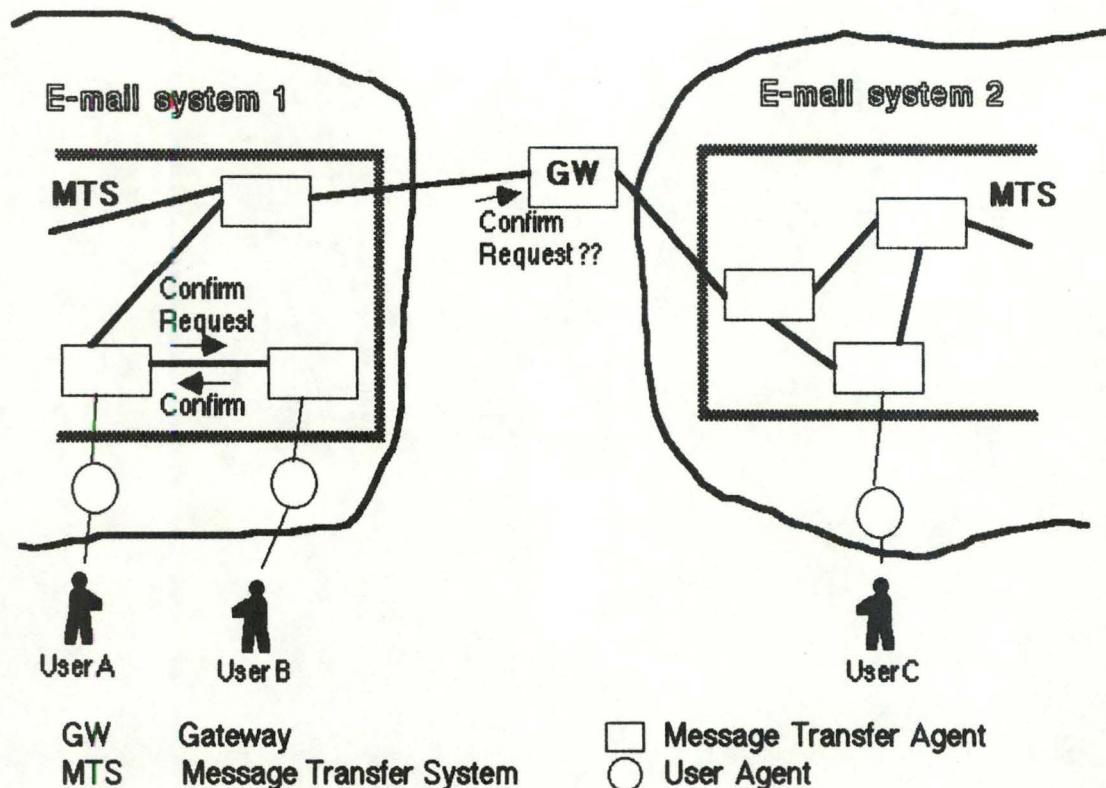 E-mail system 1
E-mail system 2
MTS
GW
MTS
Confirm
Request??
Confirm
Request
Confirm
User A
User B
User C
GW Gateway
MTS Message Transfer System
Message Transfer Agent
User Agent